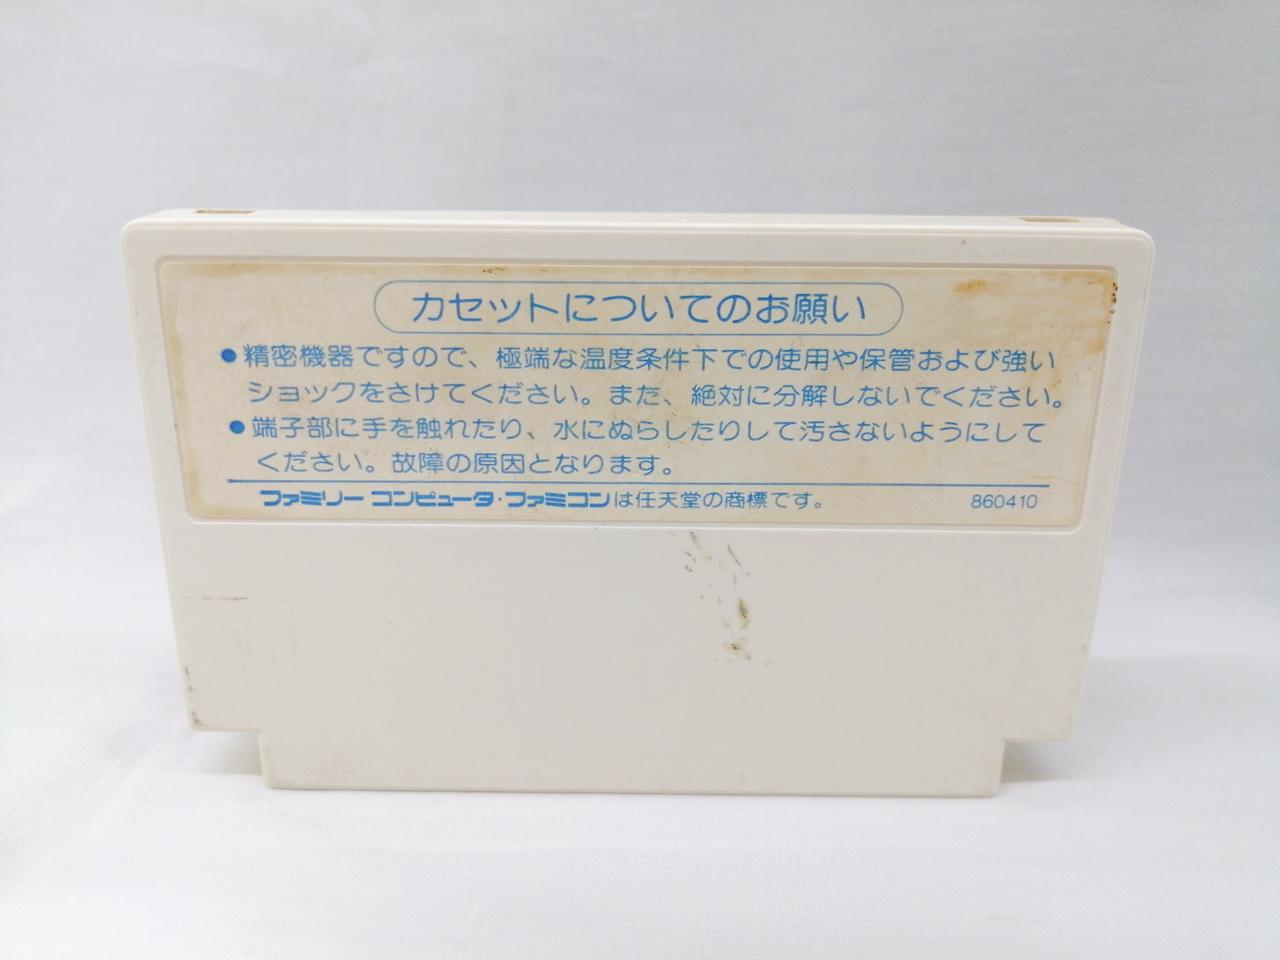 カセットについてのお願い
●精密機器ですので、極端な温度条件下での使用や保管および強い
ショックをさけてください。また、絶対に分解しないでください。
●端子部に手を触れたり、水にぬらしたりして汚さないようにして
ください。故障の原因となります。
ファミリーコンピュータ・ファミコンは任天堂の商標です。 860410